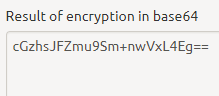 Result of encryption in base64
cGzhsJFZmu9Sm+nwVxL4Eg==